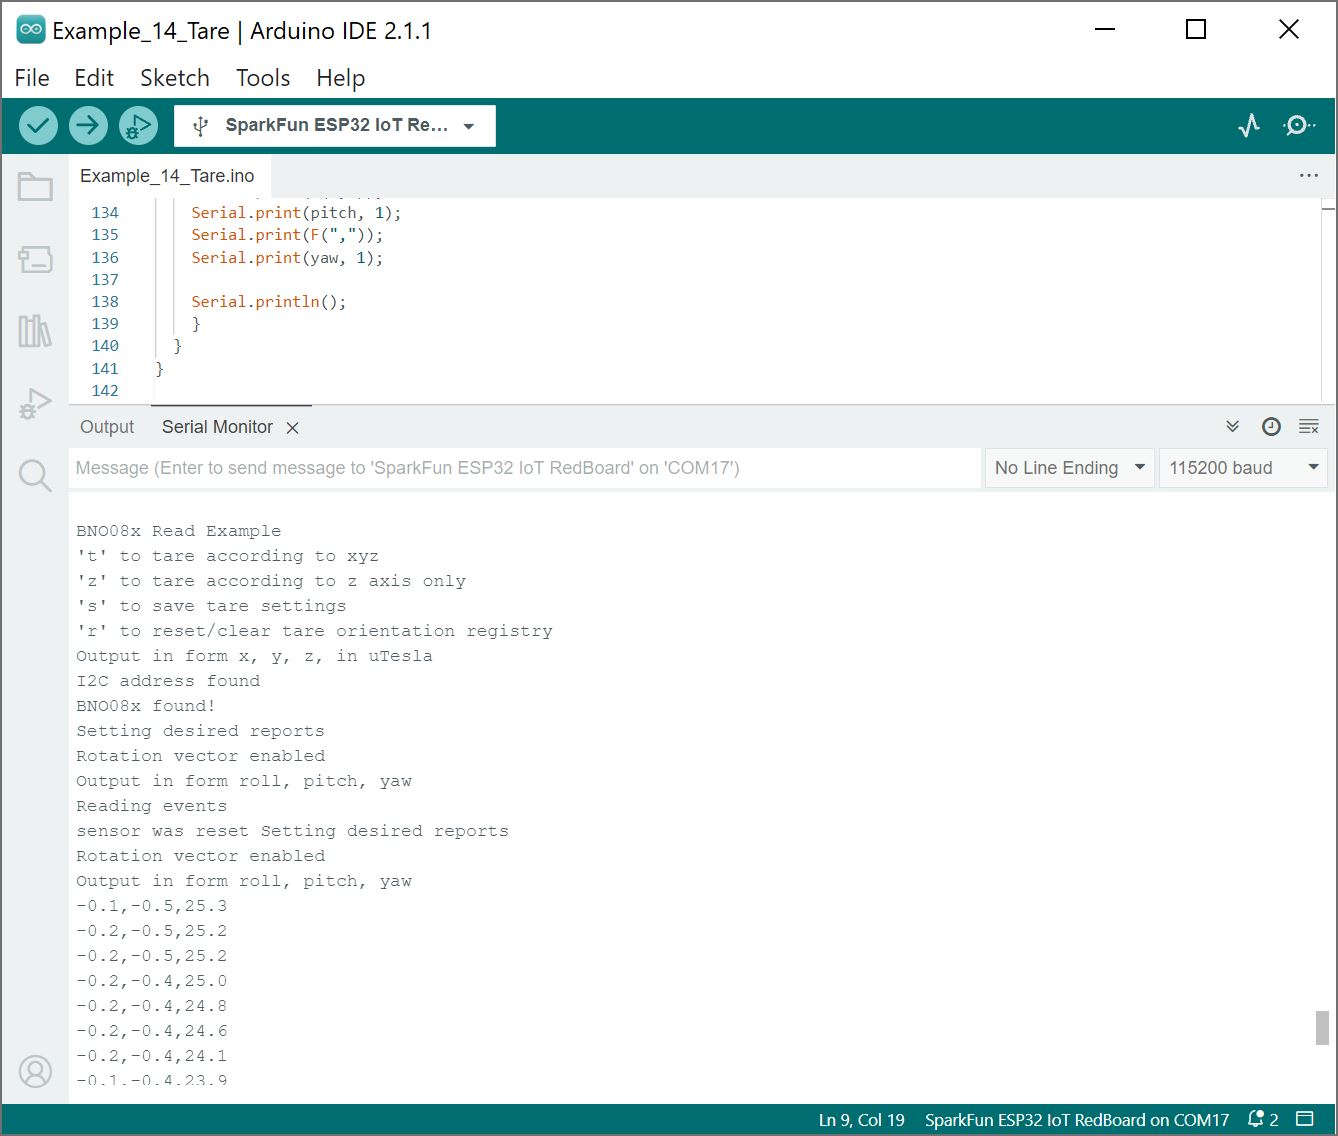 Example_14_Tare | Arduino IDE 2.1.1
File Edit Sketch Tools Help
SparkFun ESP32 IoT Re...
Example_14_Tare.ino
134 Serial.print(pitch, 1);
135 Serial.print(F(","));
136 Serial.print(yaw, 1);
137
138 Serial.println();
139 }
140 }
141 }
142
Output Serial Monitor
Message (Enter to send message to 'SparkFun ESP32 IoT RedBoard' on 'COM17') No Line Ending 115200 baud
BNO08x Read Example
't' to tare according to xyz
'z' to tare according to z axis only
's' to save tare settings
'r' to reset/clear tare orientation registry
Output in form x, y, z, in uTesla
I2C address found
BNO08x found!
Setting desired reports
Rotation vector enabled
Output in form roll, pitch, yaw
Reading events
sensor was reset Setting desired reports
Rotation vector enabled
Output in form roll, pitch, yaw
-0.1,-0.5,25.3
-0.2,-0.5,25.2
-0.2,-0.5,25.2
-0.2,-0.4,25.0
-0.2,-0.4,24.8
-0.2,-0.4,24.6
-0.2,-0.4,24.1
-0.1,-0.4,23.9
Ln 9, Col 19 SparkFun ESP32 IoT RedBoard on COM17 2